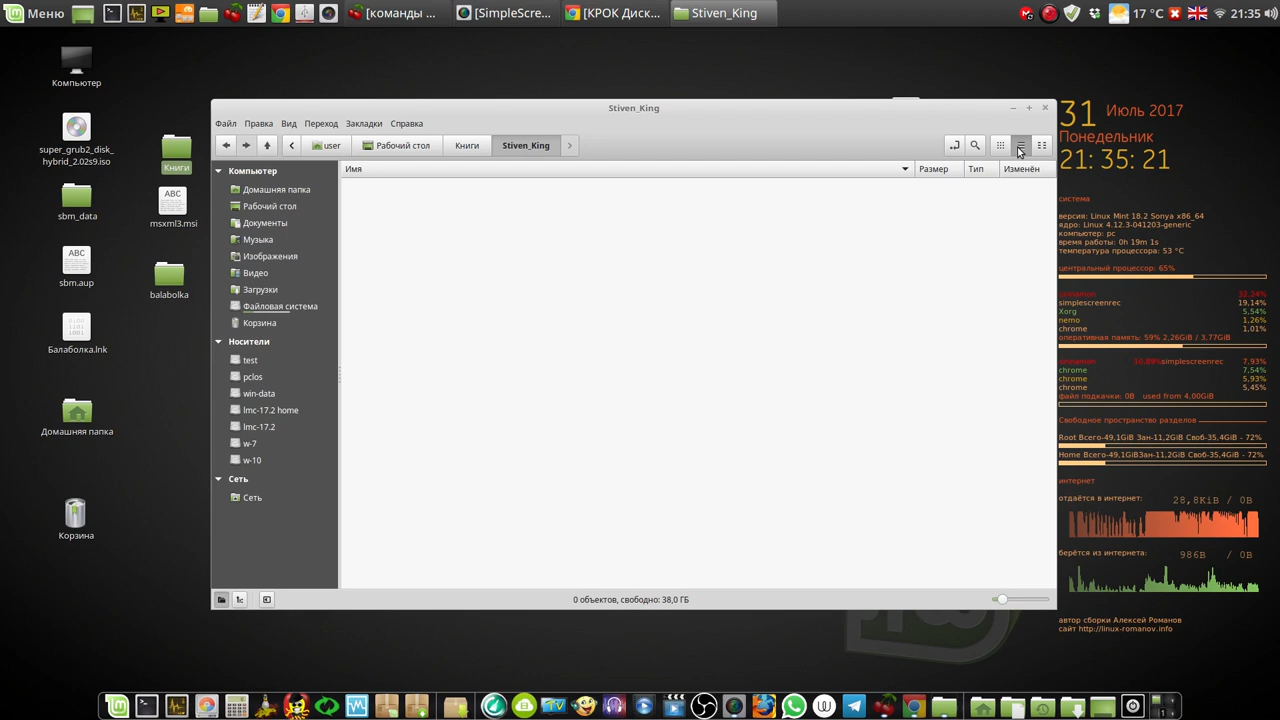 Меню
[команды ...
[SimpleScre...
[КРОК Диск...
Stiven_King
17 °C
21:35
Компьютер
super_grub2_disk_
hybrid_2.02s9.iso
Книги
sbm_data
ABC
msxml3.msi
ABC
sbm.aup
balabolka
Балаболка.lnk
Домашняя папка
Корзина
Stiven_King
Файл
Правка
Вид
Переход
Закладки
Справка
user
Рабочий стол
Книги
Stiven_King
Имя
Размер
Тип
Изменён
Компьютер
Домашняя папка
Рабочий стол
Документы
Музыка
Изображения
Видео
Загрузки
Файловая система
Корзина
Носители
test
pclos
win-data
lmc-17.2 home
lmc-17.2
w-7
w-10
Сеть
Сеть
0 объектов, свободно: 38,0 ГБ
31 Июль 2017
Понедельник
21: 35: 21
система
версия: Linux Mint 18.2 Sonya x86_64
ядро: Linux 4.12.3-041203-generic
компьютер: pc
время работы: 0h 19m 1s
температура процессора: 53 °C
центральный процессор: 65%
cinnamon 32,24%
simplescreenrec 19,14%
Xorg 5,54%
nemo 1,26%
chrome 1,01%
оперативная память: 59% 2,26GiB / 3,77GiB
cinnamon 10,89%
simplescreenrec 7,93%
chrome 7,54%
chrome 5,93%
chrome 5,45%
файл подкачки: 0B used from 4,00GiB
Свободное пространство разделов
Root Всего-49,1GiB Зан-11,2GiB Своб-35,4GiB - 72%
Home Всего-49,1GiBЗан-11,2GiB Своб-35,4GiB - 72%
интернет
отдаётся в интернет: 28,8KiB / 0B
берётся из интернета: 986B / 0B
автор сборки Алексей Романов
сайт http://linux-romanov.info